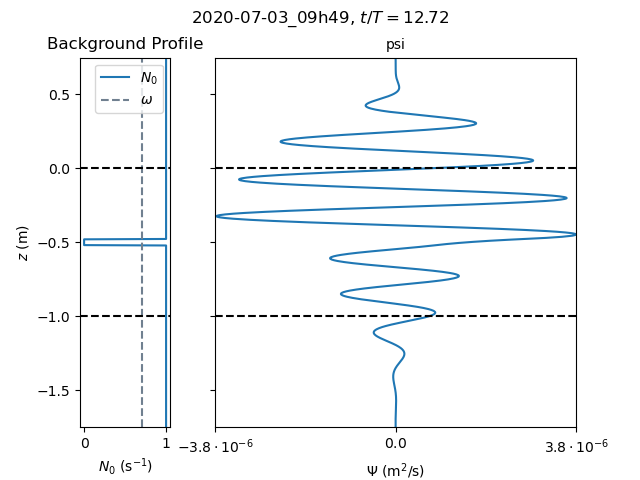 2020-07-03_09h49, t/T = 12.72
Background Profile
psi
N₀
ω
0.5
0.0
−0.5
−1.0
−1.5
z (m)
0
1
−3.8 · 10⁻⁶
0.0
3.8 · 10⁻⁶
N₀ (s⁻¹)
Ψ (m²/s)